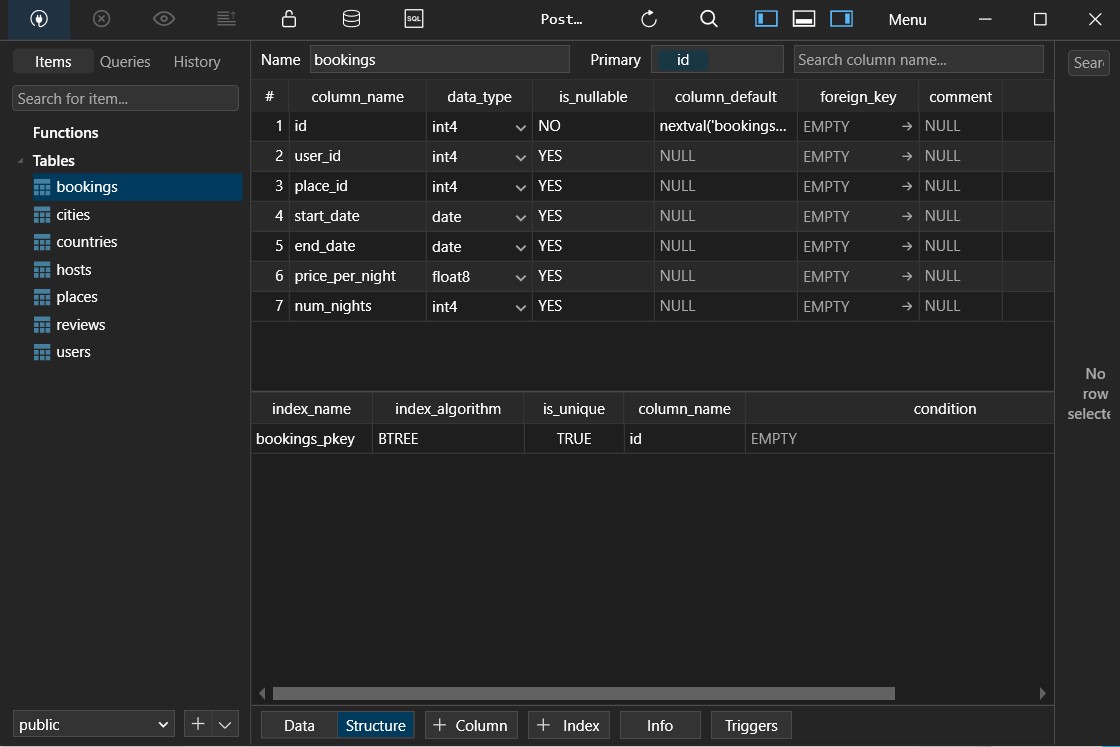 SQL Post... Menu
Items Queries History
Search for item...
Functions
Tables
bookings
cities
countries
hosts
places
reviews
users
public
Name bookings Primary id Search column name...
# column_name data_type is_nullable column_default foreign_key comment
1 id int4 NO nextval('bookings... EMPTY NULL
2 user_id int4 YES NULL EMPTY NULL
3 place_id int4 YES NULL EMPTY NULL
4 start_date date YES NULL EMPTY NULL
5 end_date date YES NULL EMPTY NULL
6 price_per_night float8 YES NULL EMPTY NULL
7 num_nights int4 YES NULL EMPTY NULL
index_name index_algorithm is_unique column_name condition
bookings_pkey BTREE TRUE id EMPTY
Data Structure + Column + Index Info Triggers
Sear
No
row
selecte